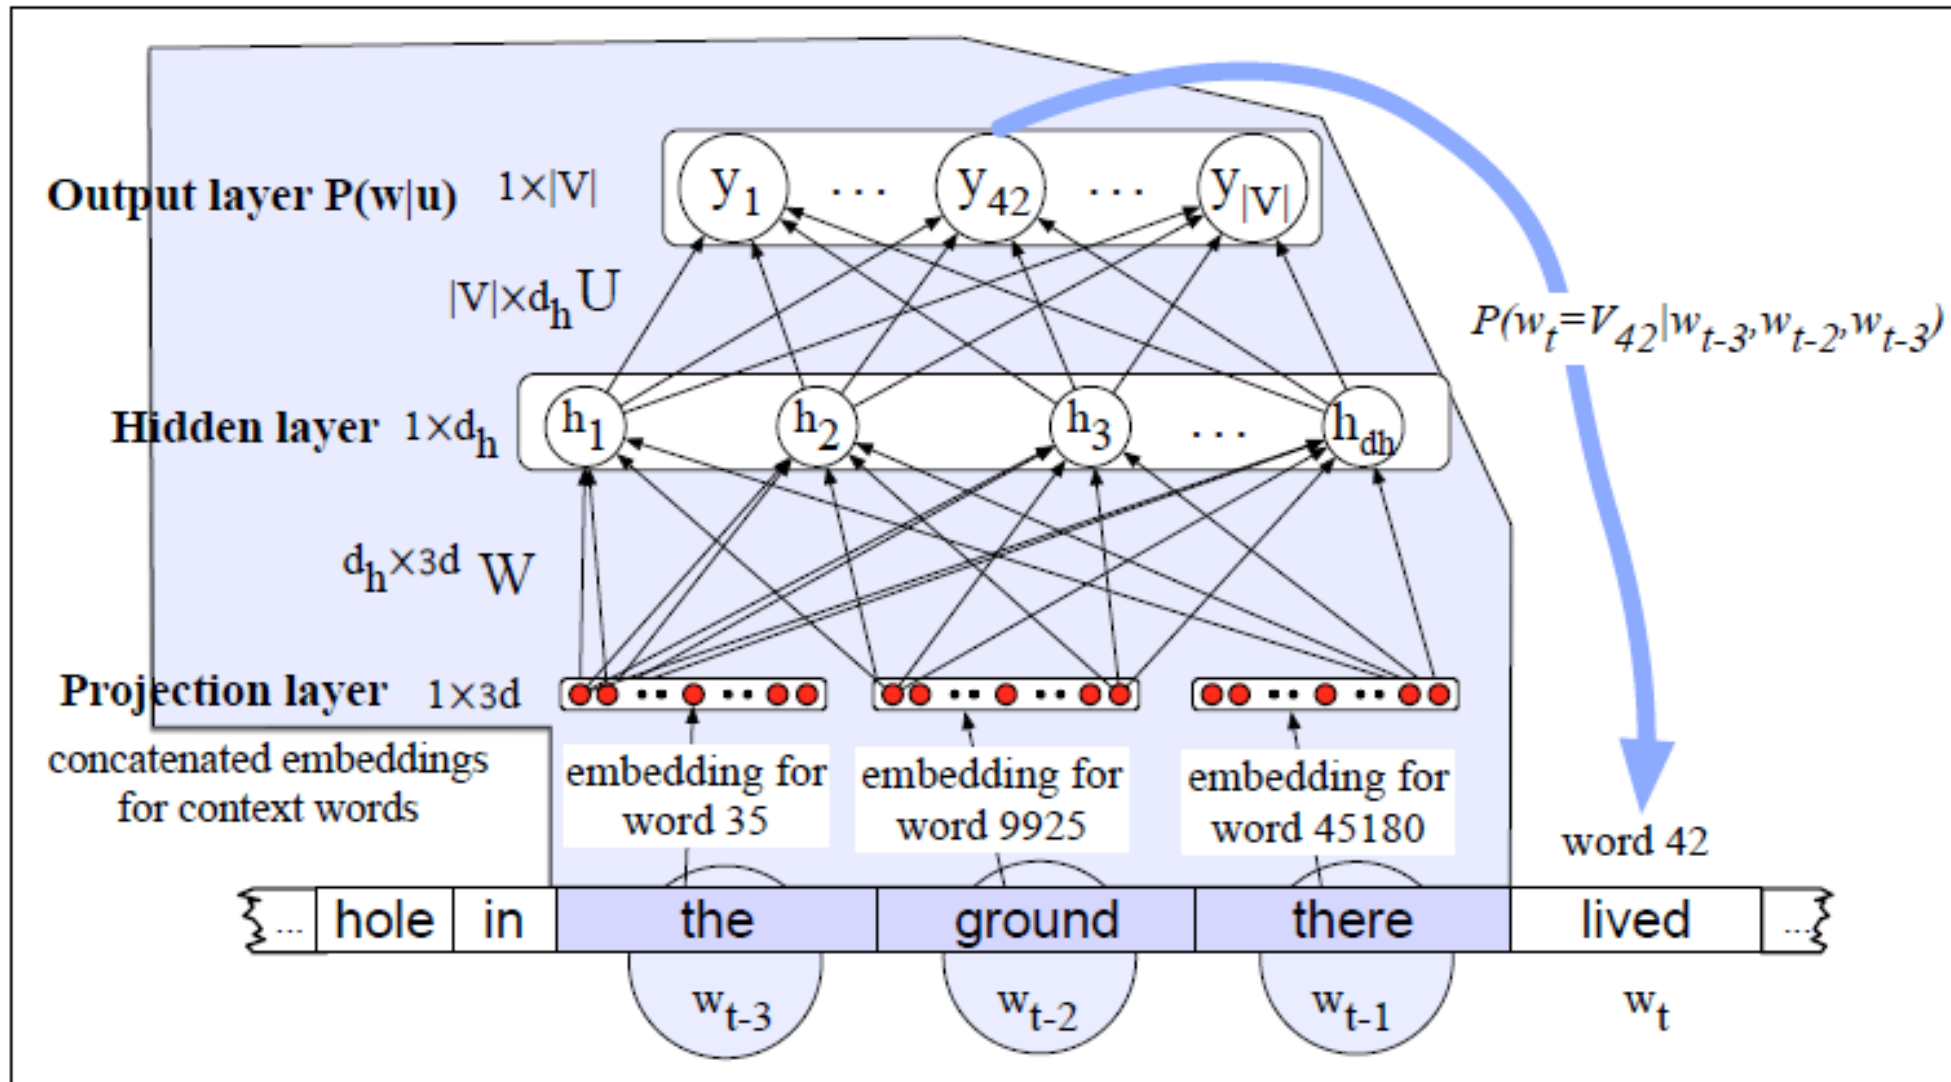 Output layer P(w|u) 1×|V|
y1 ... y42 ... y|V|
|V|×dh U
P(wt=V42|wt-3,wt-2,wt-3)
Hidden layer 1×dh
h1 h2 h3 ... hdh
dh×3d W
Projection layer 1×3d
concatenated embeddings
for context words
embedding for
word 35
embedding for
word 9925
embedding for
word 45180
word 42
... hole in the ground there lived ...
wt-3 wt-2 wt-1 wt